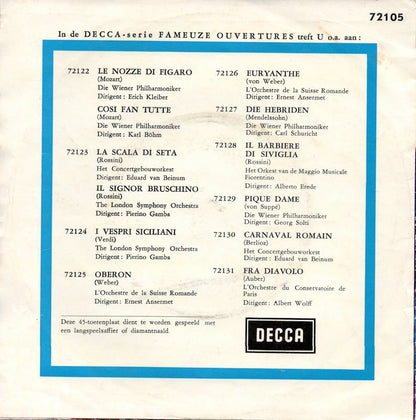 72105
In de DECCA-serie FAMEUZE OUVERTURES treft U o.a. aan:
72122 LE NOZZE DI FIGARO
(Mozart)
Die Wiener Philharmoniker
Dirigent: Erich Kleiber
COSI FAN TUTTE
(Mozart)
Die Wiener Philharmoniker
Dirigent: Karl Böhm
72123 LA SCALA DI SETA
(Rossini)
Het Concertgebouworkest
Dirigent: Eduard van Beinum
IL SIGNOR BRUSCHINO
(Rossini)
The London Symphony Orchestra
Dirigent: Pierino Gamba
72124 I VESPRI SICILIANI
(Verdi)
The London Symphony Orchestra
Dirigent: Pierino Gamba
72125 OBERON
(Weber)
L'Orchestre de la Suisse Romande
Dirigent: Ernest Ansermet
72126 EURYANTHE
(von Weber)
L'Orchestre de la Suisse Romande
Dirigent: Ernest Ansermet
72127 DIE HEBRIDEN
(Mendelssohn)
Die Wiener Philharmoniker
Dirigent: Carl Schuricht
72128 IL BARBIERE
DI SIVIGLIA
(Rossini)
Het Orkest van de Maggio Musicale
Fiorentino
Dirigent: Alberto Erede
72129 PIQUE DAME
(von Suppé)
Die Wiener Philharmoniker
Dirigent: Georg Solti
72130 CARNAVAL ROMAIN
(Berlioz)
Het Concertgebouworkest
Dirigent: Eduard van Beinum
72131 FRA DIAVOLO
(Auber)
L'Orchestre du Conservatoire de
Paris
Dirigent: Albert Wolff
Deze 45-toerenplaat dient te worden gespeeld met
een langspeelsaffier of diamantnaald
DECCA